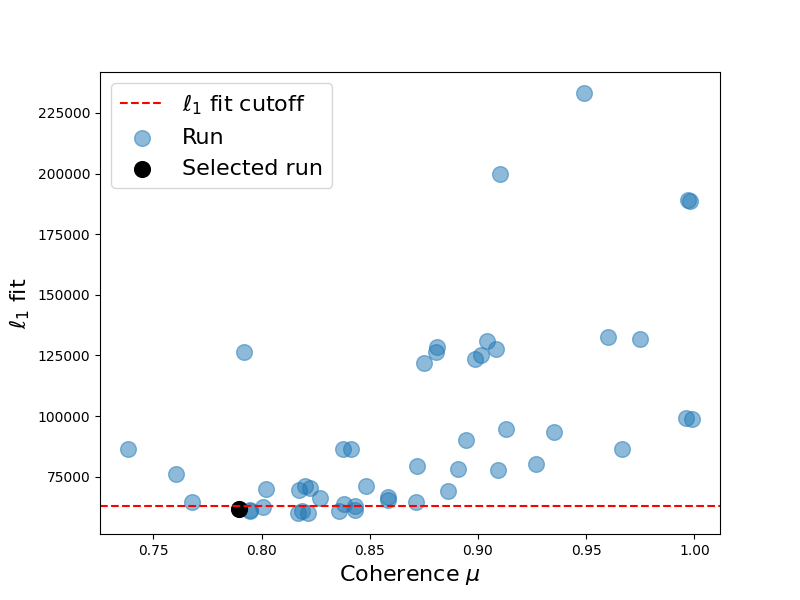 ℓ₁ fit cutoff
Run
Selected run
225000
200000
175000
150000
125000
100000
75000
ℓ₁ fit
0.75 0.80 0.85 0.90 0.95 1.00
Coherence μ